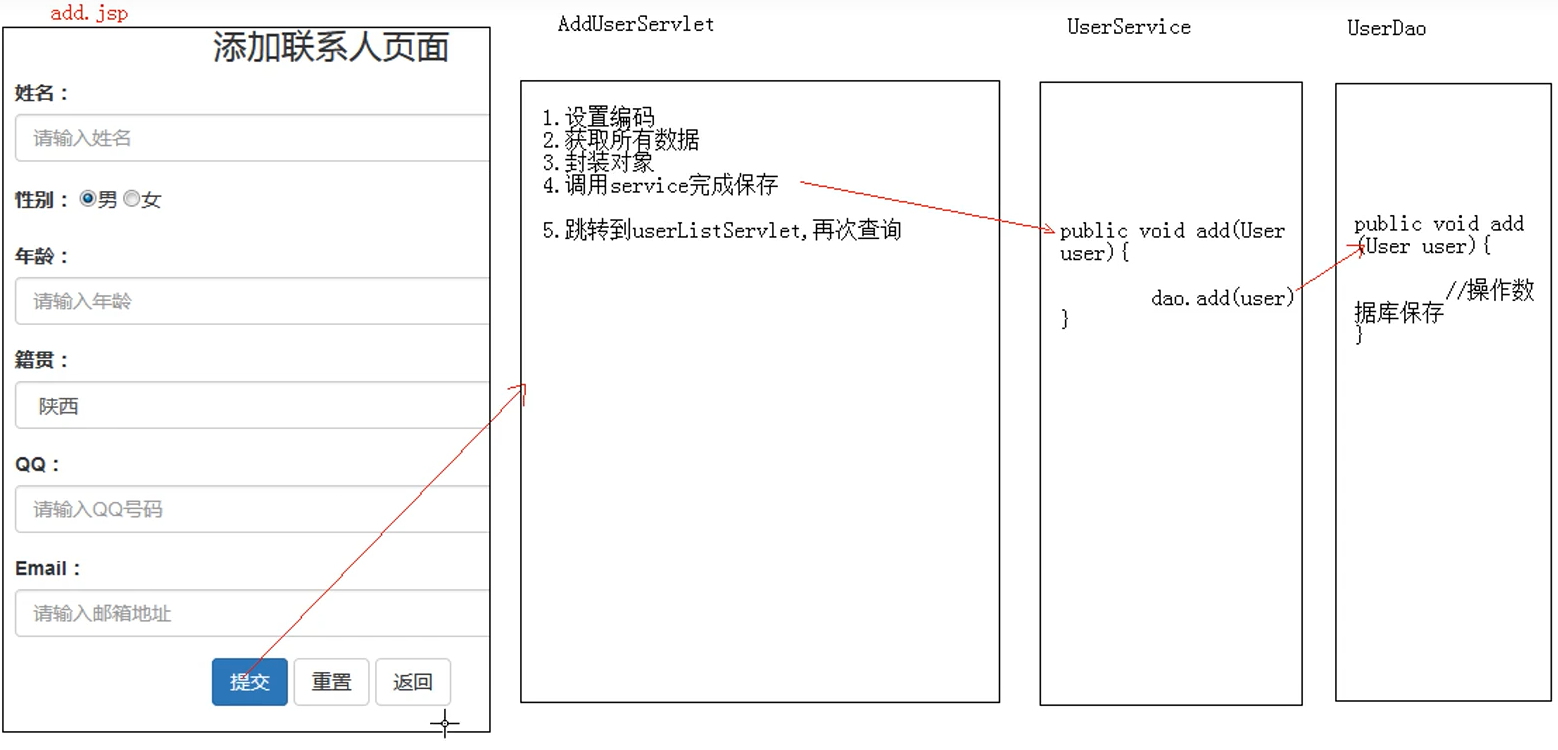 add.jsp
添加联系人页面
姓名：
请输入姓名
性别： 男 女
年龄：
请输入年龄
籍贯：
陕西
QQ：
请输入QQ号码
Email：
请输入邮箱地址
提交 重置 返回
AddUserServlet
1.设置编码
2.获取所有数据
3.封装对象
4.调用service完成保存
5.跳转到userListServlet,再次查询
UserService
public void add(User
user){
dao.add(user)
}
UserDao
public void add
(User user){
//操作数
据库保存
}